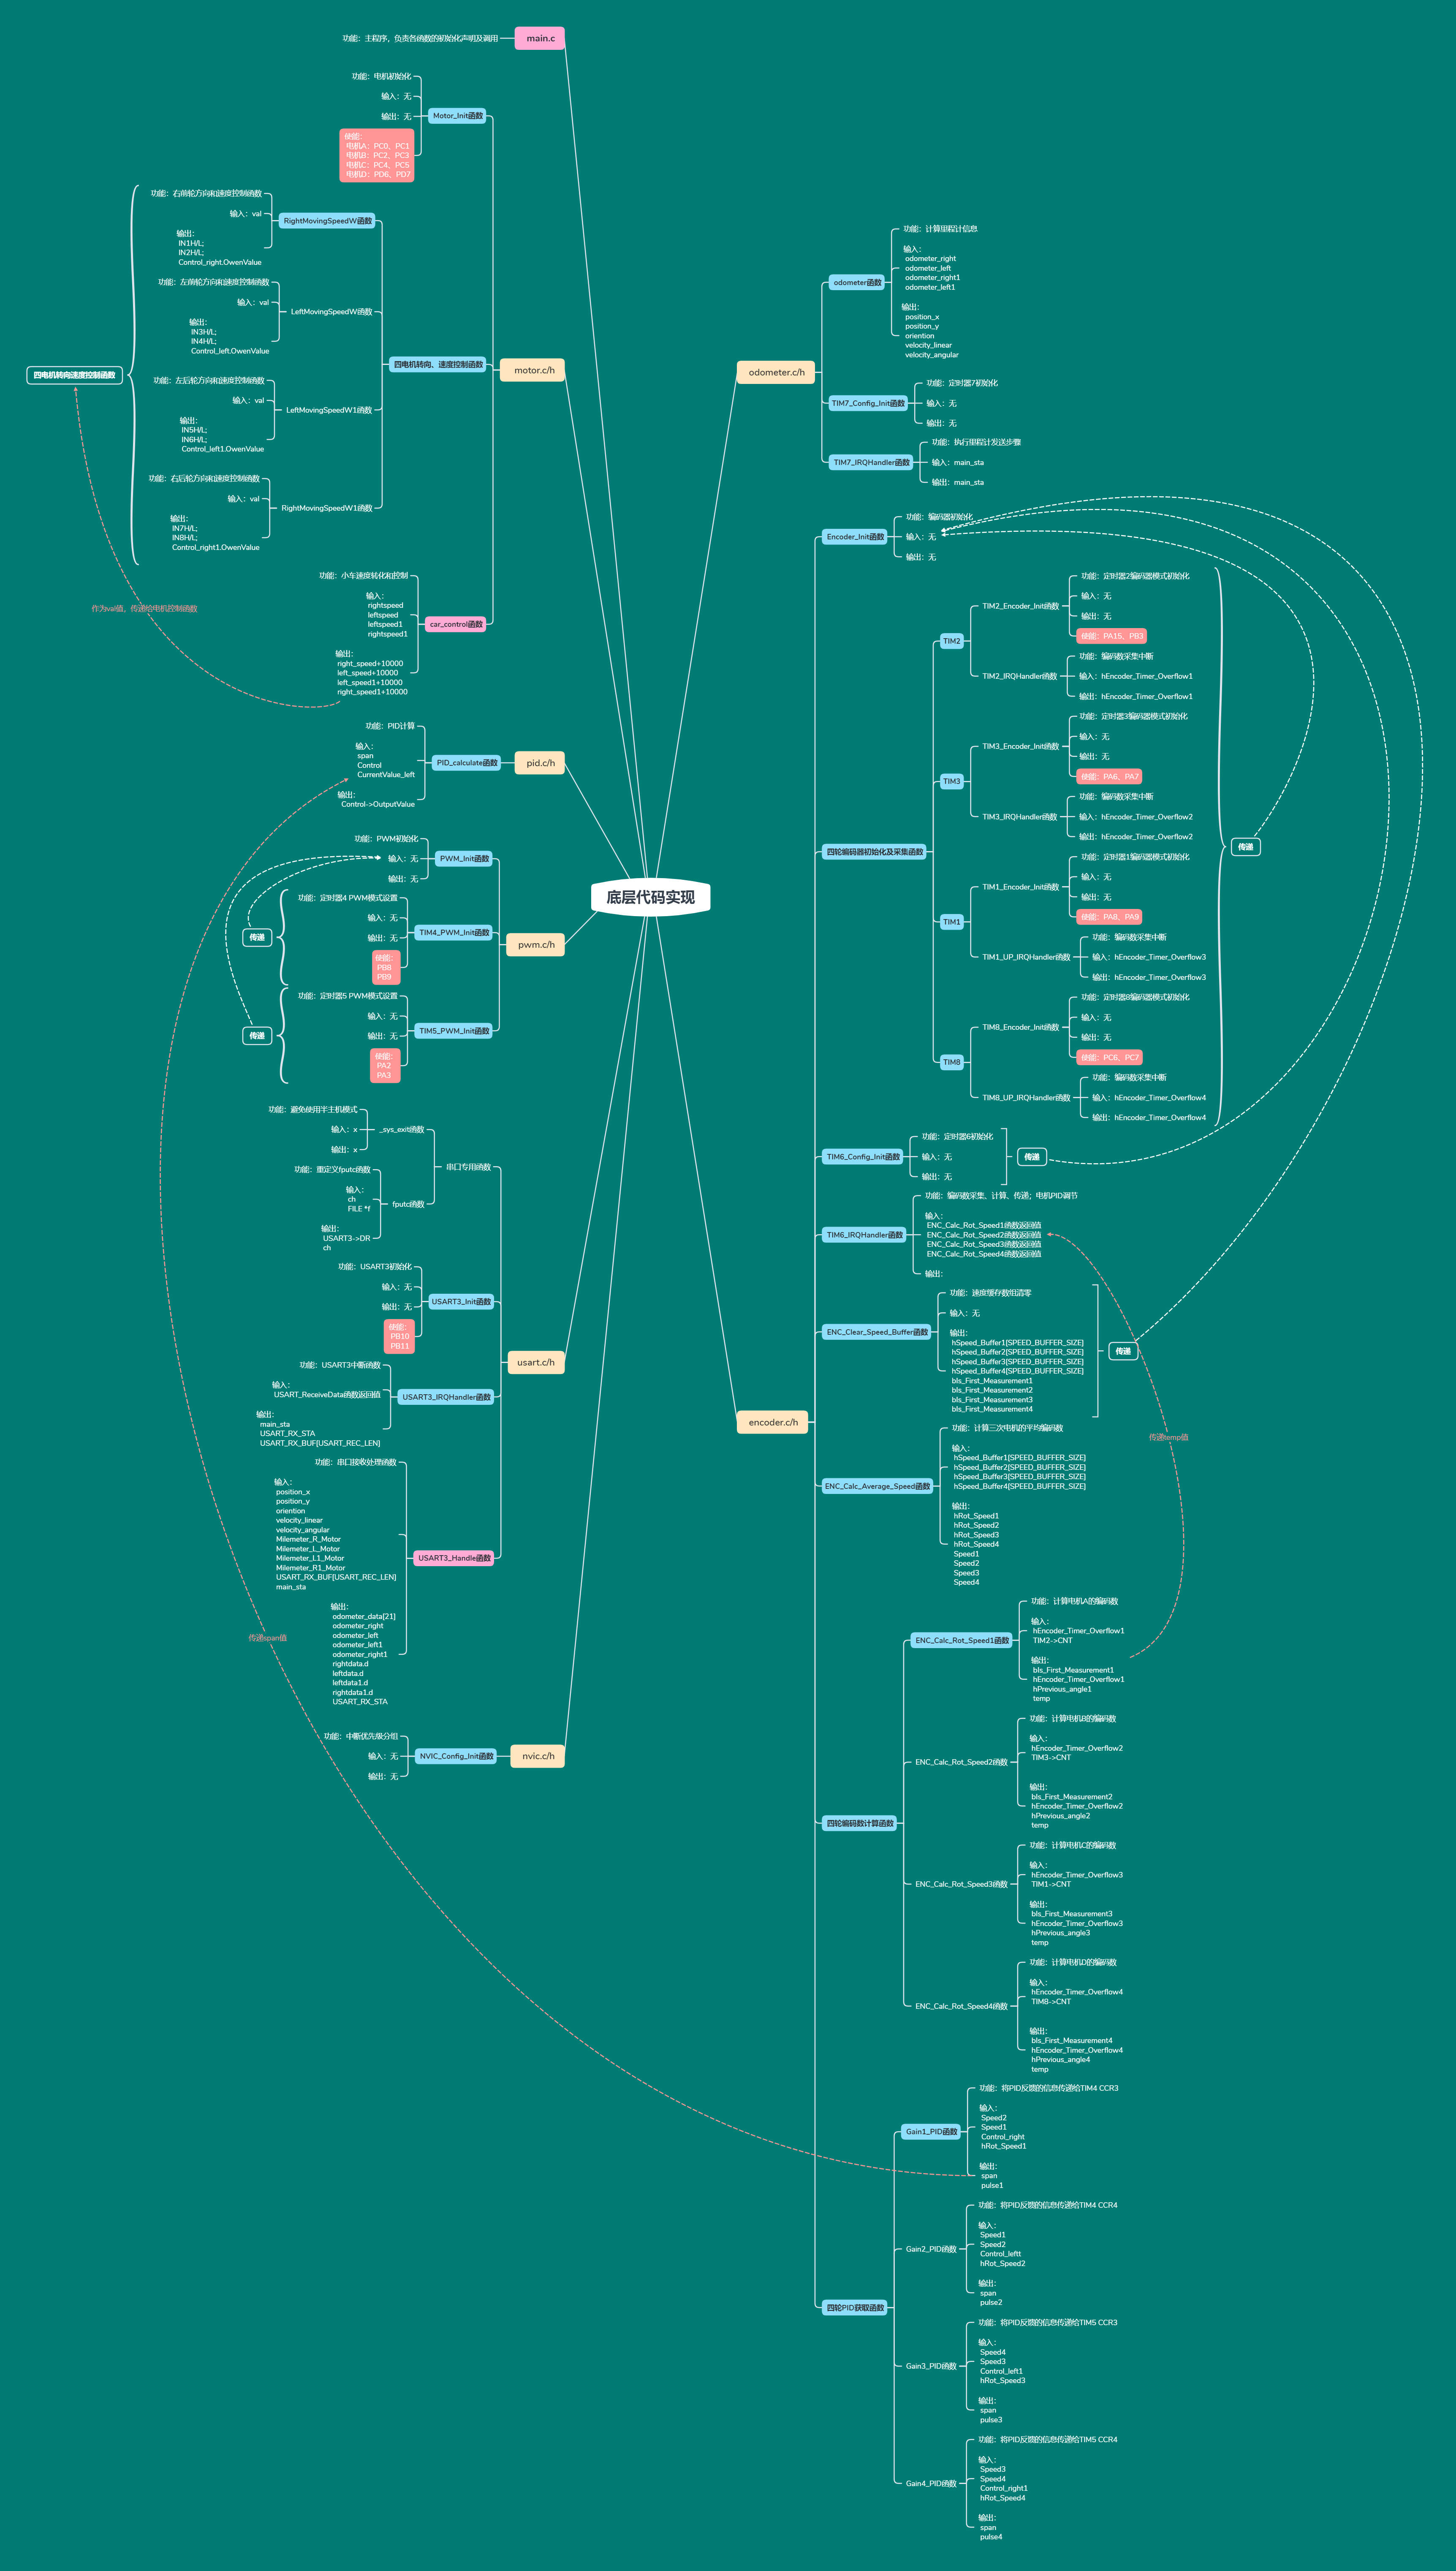 底层代码实现
main.c
功能：主程序，负责各函数的初始化声明及调用
motor.c/h
Motor_Init函数
功能：电机初始化
输入：无
输出：无
使能：
电机A：PC0、PC1
电机B：PC2、PC3
电机C：PC4、PC5
电机D：PD6、PD7
四电机转向、速度控制函数
RightMovingSpeedW函数
功能：右前轮方向和速度控制函数
输入：val
输出：
IN1H/L;
IN2H/L;
Control_right.OwenValue
LeftMovingSpeedW函数
功能：左前轮方向和速度控制函数
输入：val
输出：
IN3H/L;
IN4H/L;
Control_left.OwenValue
LeftMovingSpeedW1函数
功能：左后轮方向和速度控制函数
输入：val
输出：
IN5H/L;
IN6H/L;
Control_left1.OwenValue
RightMovingSpeedW1函数
功能：右后轮方向和速度控制函数
输入：val
输出：
IN7H/L;
IN8H/L;
Control_right1.OwenValue
四电机转向速度控制函数
作为val值，传递给电机控制函数
car_control函数
功能：小车速度转化和控制
输入：
rightspeed
leftspeed
leftspeed1
rightspeed1
输出：
right_speed+10000
left_speed+10000
left_speed1+10000
right_speed1+10000
pid.c/h
PID_calculate函数
功能：PID计算
输入：
span
Control
CurrentValue_left
输出：
Control->OutputValue
pwm.c/h
PWM_Init函数
功能：PWM初始化
输入：无
输出：无
TIM4_PWM_Init函数
功能：定时器4 PWM模式设置
输入：无
输出：无
使能：
PB8
PB9
传递
TIM5_PWM_Init函数
功能：定时器5 PWM模式设置
输入：无
输出：无
使能：
PA2
PA3
传递
usart.c/h
串口专用函数
_sys_exit函数
功能：避免使用半主机模式
输入：x
输出：x
fputc函数
功能：重定义fputc函数
输入：
ch
FILE *f
输出：
USART3->DR
ch
USART3_Init函数
功能：USART3初始化
输入：无
输出：无
使能：
PB10
PB11
USART3_IRQHandler函数
功能：USART3中断函数
输入：
USART_ReceiveData函数返回值
输出：
main_sta
USART_RX_STA
USART_RX_BUF[USART_REC_LEN]
USART3_Handle函数
功能：串口接收处理函数
输入：
position_x
position_y
oriention
velocity_linear
velocity_angular
Milemeter_R_Motor
Milemeter_L_Motor
Milemeter_L1_Motor
Milemeter_R1_Motor
USART_RX_BUF[USART_REC_LEN]
main_sta
输出：
odometer_data[21]
odometer_right
odometer_left
odometer_left1
odometer_right1
rightdata.d
leftdata.d
leftdata1.d
rightdata1.d
USART_RX_STA
传递span值
nvic.c/h
NVIC_Config_Init函数
功能：中断优先级分组
输入：无
输出：无
odometer.c/h
odometer函数
功能：计算里程计信息
输入：
odometer_right
odometer_left
odometer_right1
odometer_left1
输出：
position_x
position_y
oriention
velocity_linear
velocity_angular
TIM7_Config_Init函数
功能：定时器7初始化
输入：无
输出：无
TIM7_IRQHandler函数
功能：执行里程计发送步骤
输入：main_sta
输出：main_sta
encoder.c/h
Encoder_Init函数
功能：编码器初始化
输入：无
输出：无
四轮编码器初始化及采集函数
TIM2
TIM2_Encoder_Init函数
功能：定时器2编码器模式初始化
输入：无
输出：无
使能：PA15、PB3
TIM2_IRQHandler函数
功能：编码数采集中断
输入：hEncoder_Timer_Overflow1
输出：hEncoder_Timer_Overflow1
TIM3
TIM3_Encoder_Init函数
功能：定时器3编码器模式初始化
输入：无
输出：无
使能：PA6、PA7
TIM3_IRQHandler函数
功能：编码数采集中断
输入：hEncoder_Timer_Overflow2
输出：hEncoder_Timer_Overflow2
TIM1
TIM1_Encoder_Init函数
功能：定时器1编码器模式初始化
输入：无
输出：无
使能：PA8、PA9
TIM1_UP_IRQHandler函数
功能：编码数采集中断
输入：hEncoder_Timer_Overflow3
输出：hEncoder_Timer_Overflow3
TIM8
TIM8_Encoder_Init函数
功能：定时器8编码器模式初始化
输入：无
输出：无
使能：PC6、PC7
TIM8_UP_IRQHandler函数
功能：编码数采集中断
输入：hEncoder_Timer_Overflow4
输出：hEncoder_Timer_Overflow4
传递
TIM6_Config_Init函数
功能：定时器6初始化
输入：无
输出：无
传递
TIM6_IRQHandler函数
功能：编码数采集、计算、传递；电机PID调节
输入：
ENC_Calc_Rot_Speed1函数返回值
ENC_Calc_Rot_Speed2函数返回值
ENC_Calc_Rot_Speed3函数返回值
ENC_Calc_Rot_Speed4函数返回值
输出：
ENC_Clear_Speed_Buffer函数
功能：速度缓存数组清零
输入：无
输出：
hSpeed_Buffer1[SPEED_BUFFER_SIZE]
hSpeed_Buffer2[SPEED_BUFFER_SIZE]
hSpeed_Buffer3[SPEED_BUFFER_SIZE]
hSpeed_Buffer4[SPEED_BUFFER_SIZE]
bIs_First_Measurement1
bIs_First_Measurement2
bIs_First_Measurement3
bIs_First_Measurement4
传递
传递temp值
ENC_Calc_Average_Speed函数
功能：计算三次电机的平均编码数
输入：
hSpeed_Buffer1[SPEED_BUFFER_SIZE]
hSpeed_Buffer2[SPEED_BUFFER_SIZE]
hSpeed_Buffer3[SPEED_BUFFER_SIZE]
hSpeed_Buffer4[SPEED_BUFFER_SIZE]
输出：
hRot_Speed1
hRot_Speed2
hRot_Speed3
hRot_Speed4
Speed1
Speed2
Speed3
Speed4
四轮编码数计算函数
ENC_Calc_Rot_Speed1函数
功能：计算电机A的编码数
输入：
hEncoder_Timer_Overflow1
TIM2->CNT
输出：
bIs_First_Measurement1
hEncoder_Timer_Overflow1
hPrevious_angle1
temp
ENC_Calc_Rot_Speed2函数
功能：计算电机B的编码数
输入：
hEncoder_Timer_Overflow2
TIM3->CNT
输出：
bIs_First_Measurement2
hEncoder_Timer_Overflow2
hPrevious_angle2
temp
ENC_Calc_Rot_Speed3函数
功能：计算电机C的编码数
输入：
hEncoder_Timer_Overflow3
TIM1->CNT
输出：
bIs_First_Measurement3
hEncoder_Timer_Overflow3
hPrevious_angle3
temp
ENC_Calc_Rot_Speed4函数
功能：计算电机D的编码数
输入：
hEncoder_Timer_Overflow4
TIM8->CNT
输出：
bIs_First_Measurement4
hEncoder_Timer_Overflow4
hPrevious_angle4
temp
四轮PID获取函数
Gain1_PID函数
功能：将PID反馈的信息传递给TIM4 CCR3
输入：
Speed2
Speed1
Control_right
hRot_Speed1
输出：
span
pulse1
Gain2_PID函数
功能：将PID反馈的信息传递给TIM4 CCR4
输入：
Speed1
Speed2
Control_leftt
hRot_Speed2
输出：
span
pulse2
Gain3_PID函数
功能：将PID反馈的信息传递给TIM5 CCR3
输入：
Speed4
Speed3
Control_left1
hRot_Speed3
输出：
span
pulse3
Gain4_PID函数
功能：将PID反馈的信息传递给TIM5 CCR4
输入：
Speed3
Speed4
Control_right1
hRot_Speed4
输出：
span
pulse4